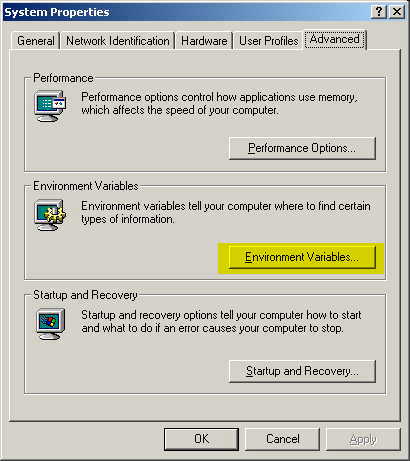 System Properties
General Network Identification Hardware User Profiles Advanced
Performance
Performance options control how applications use memory,
which affects the speed of your computer.
Performance Options...
Environment Variables
Environment variables tell your computer where to find certain
types of information.
Environment Variables...
Startup and Recovery
Startup and recovery options tell your computer how to start
and what to do if an error causes your computer to stop.
Startup and Recovery...
OK Cancel Apply